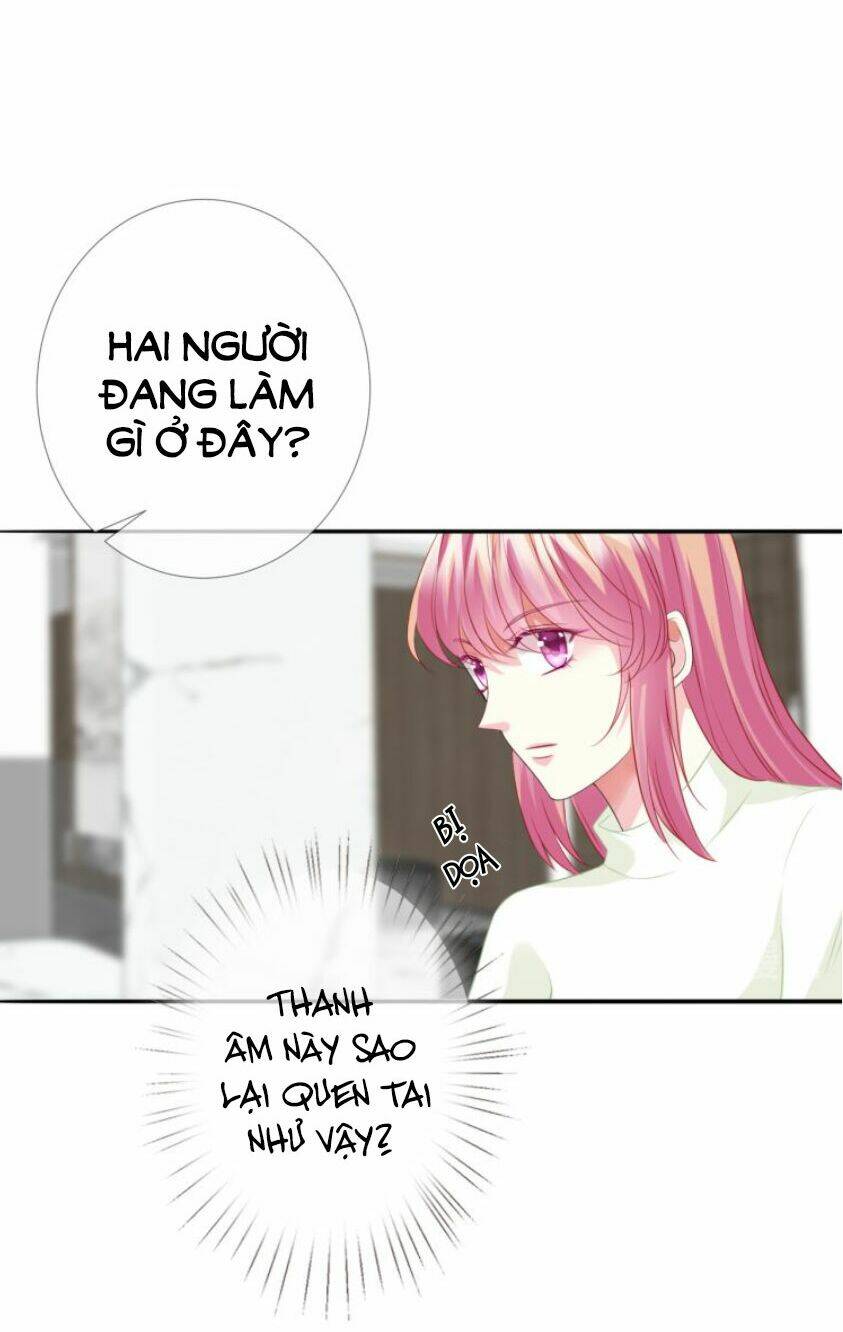 HAI NGƯỜI
ĐANG LÀM
GÌ Ở ĐÂY?
BỊ
DỌA
THANH
ÂM NÀY SAO
LẠI QUEN TAI
NHƯ VẬY?